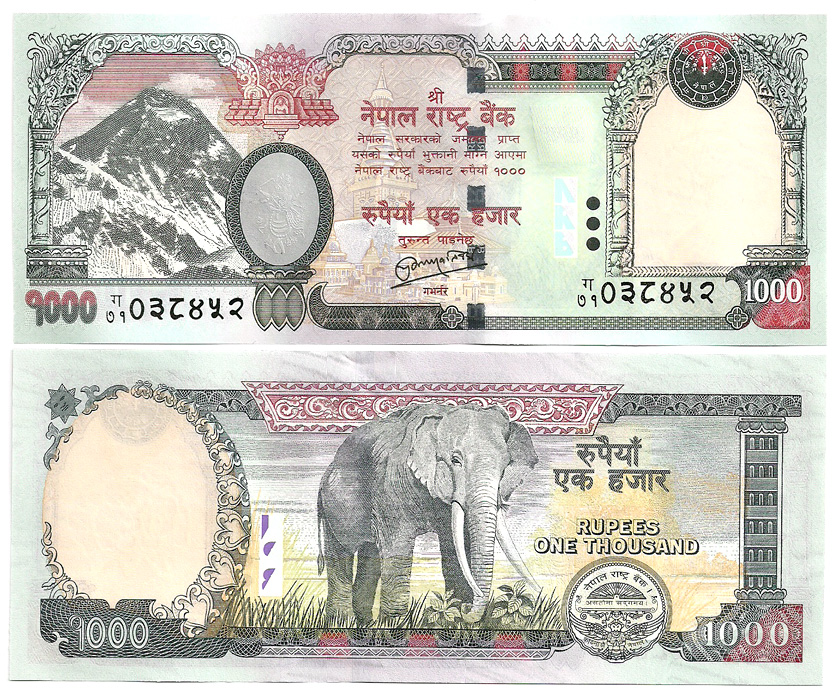 श्री
नेपाल राष्ट्र बैंक
नेपाल सरकारको जमानत प्राप्त
यसको रुपैयाँ भुक्तानी माग्न आएमा
नेपाल राष्ट्र बैंकबाट रुपैयाँ १०००
रुपैयाँ एक हजार
तुरुन्त पाइनेछ
गभर्नर
१००० ग ७१ ०३८४५२
ग ७१ ०३८४५२ 1000
रुपैयाँ
एक हजार
RUPEES
ONE THOUSAND
नेपाल राष्ट्र बैंक
1000
1000